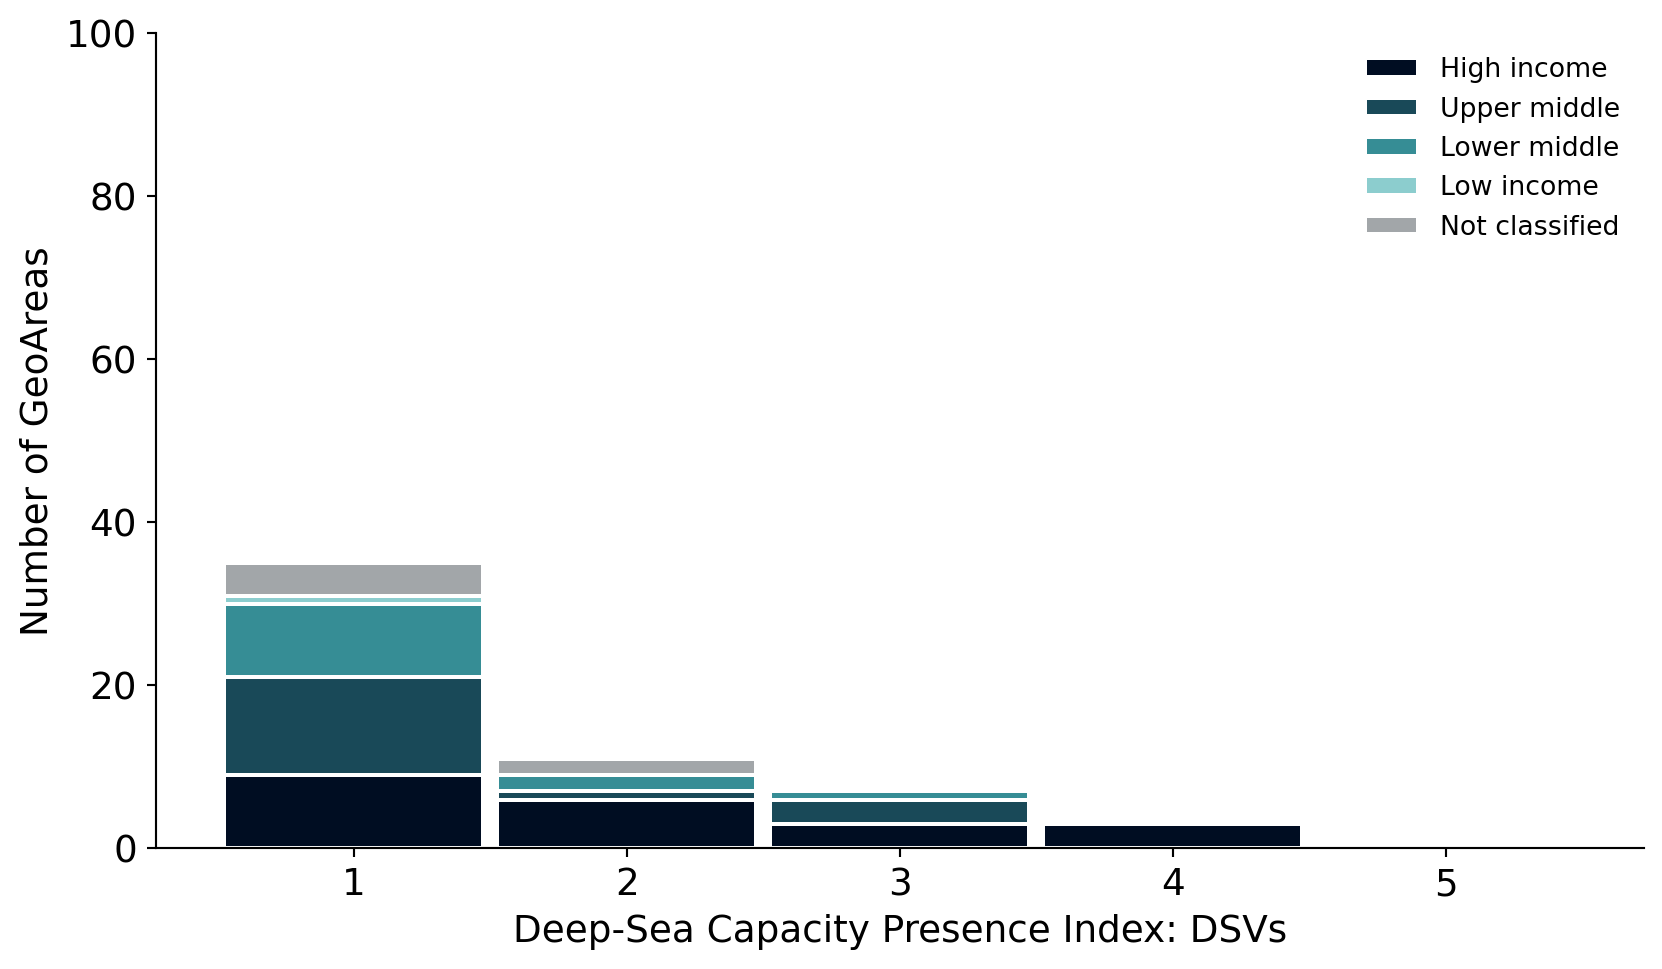 100
80
60
40
20
0
Number of GeoAreas
High income
Upper middle
Lower middle
Low income
Not classified
1 2 3 4 5
Deep-Sea Capacity Presence Index: DSVs